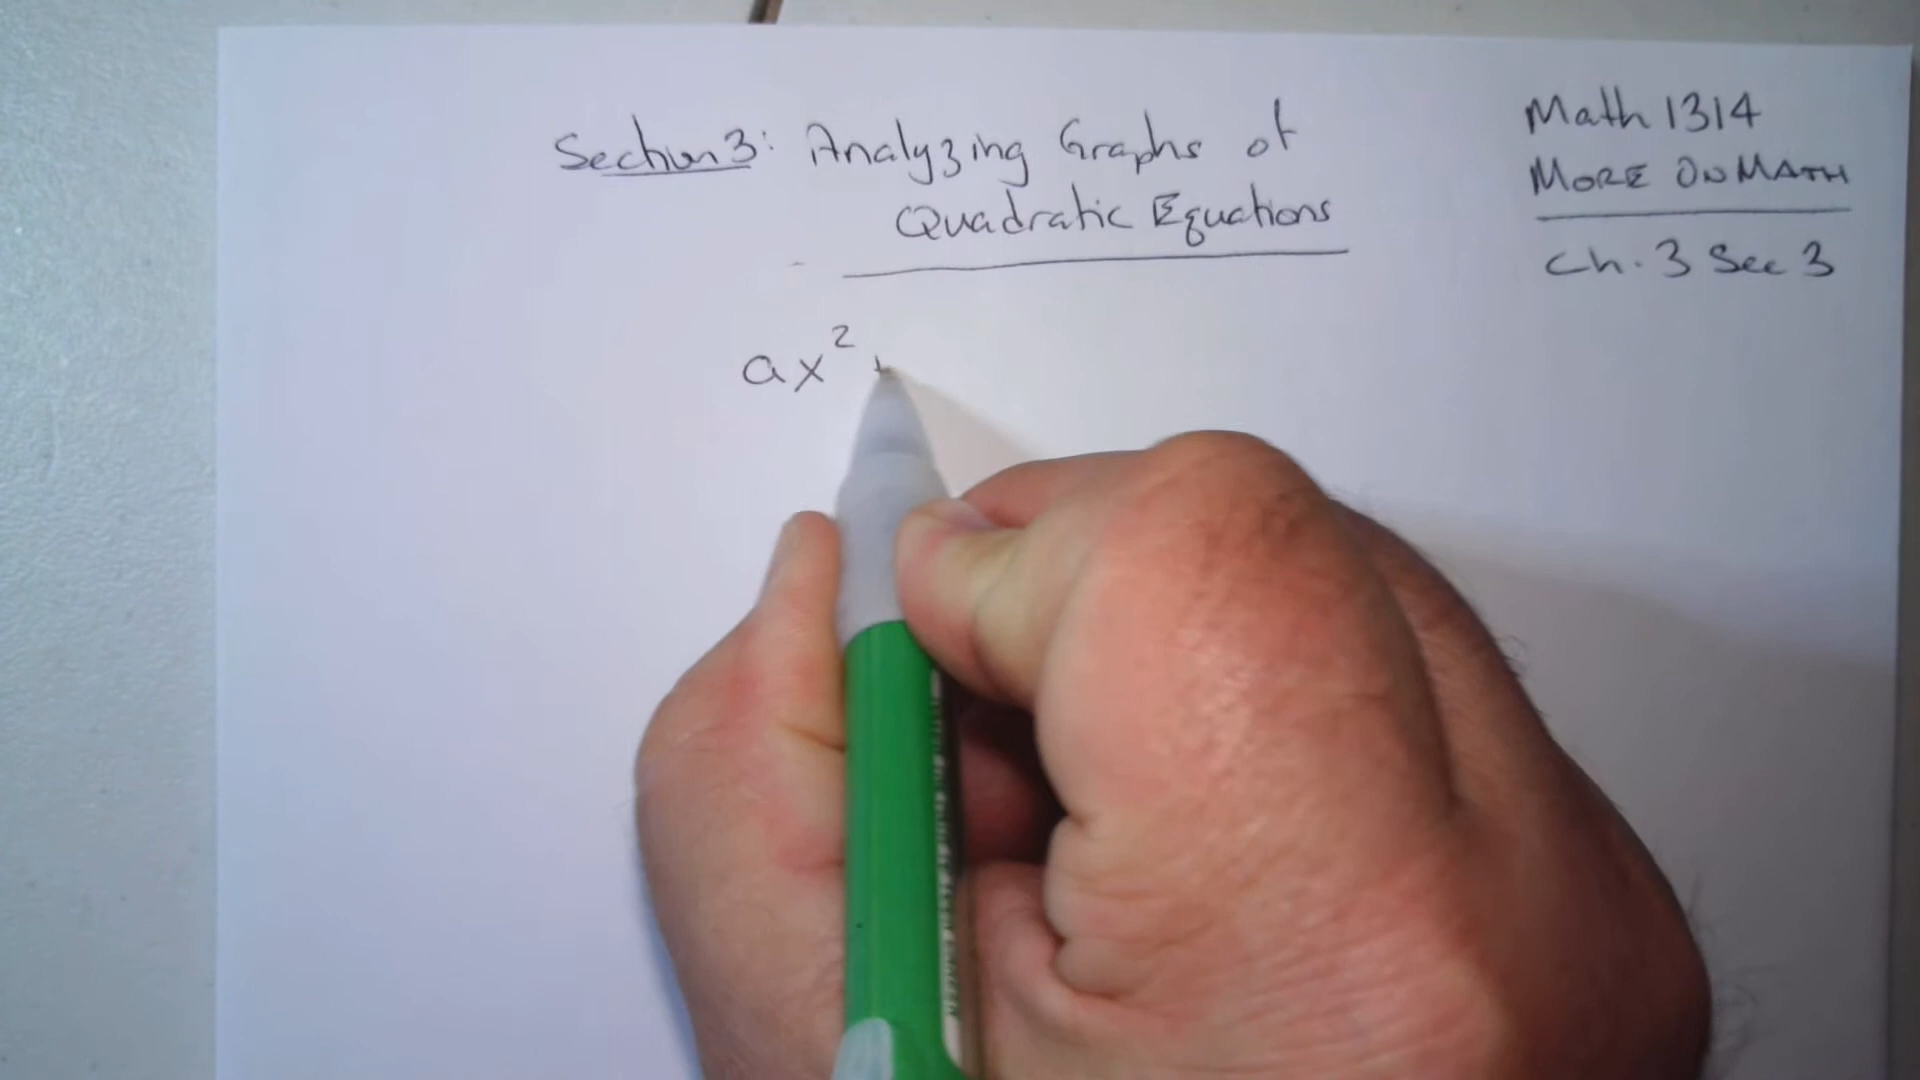 Section 3: Analyzing Graphs of
Quadratic Equations
Math 1314
MORE ON MATH
Ch. 3 Sec 3
ax² +